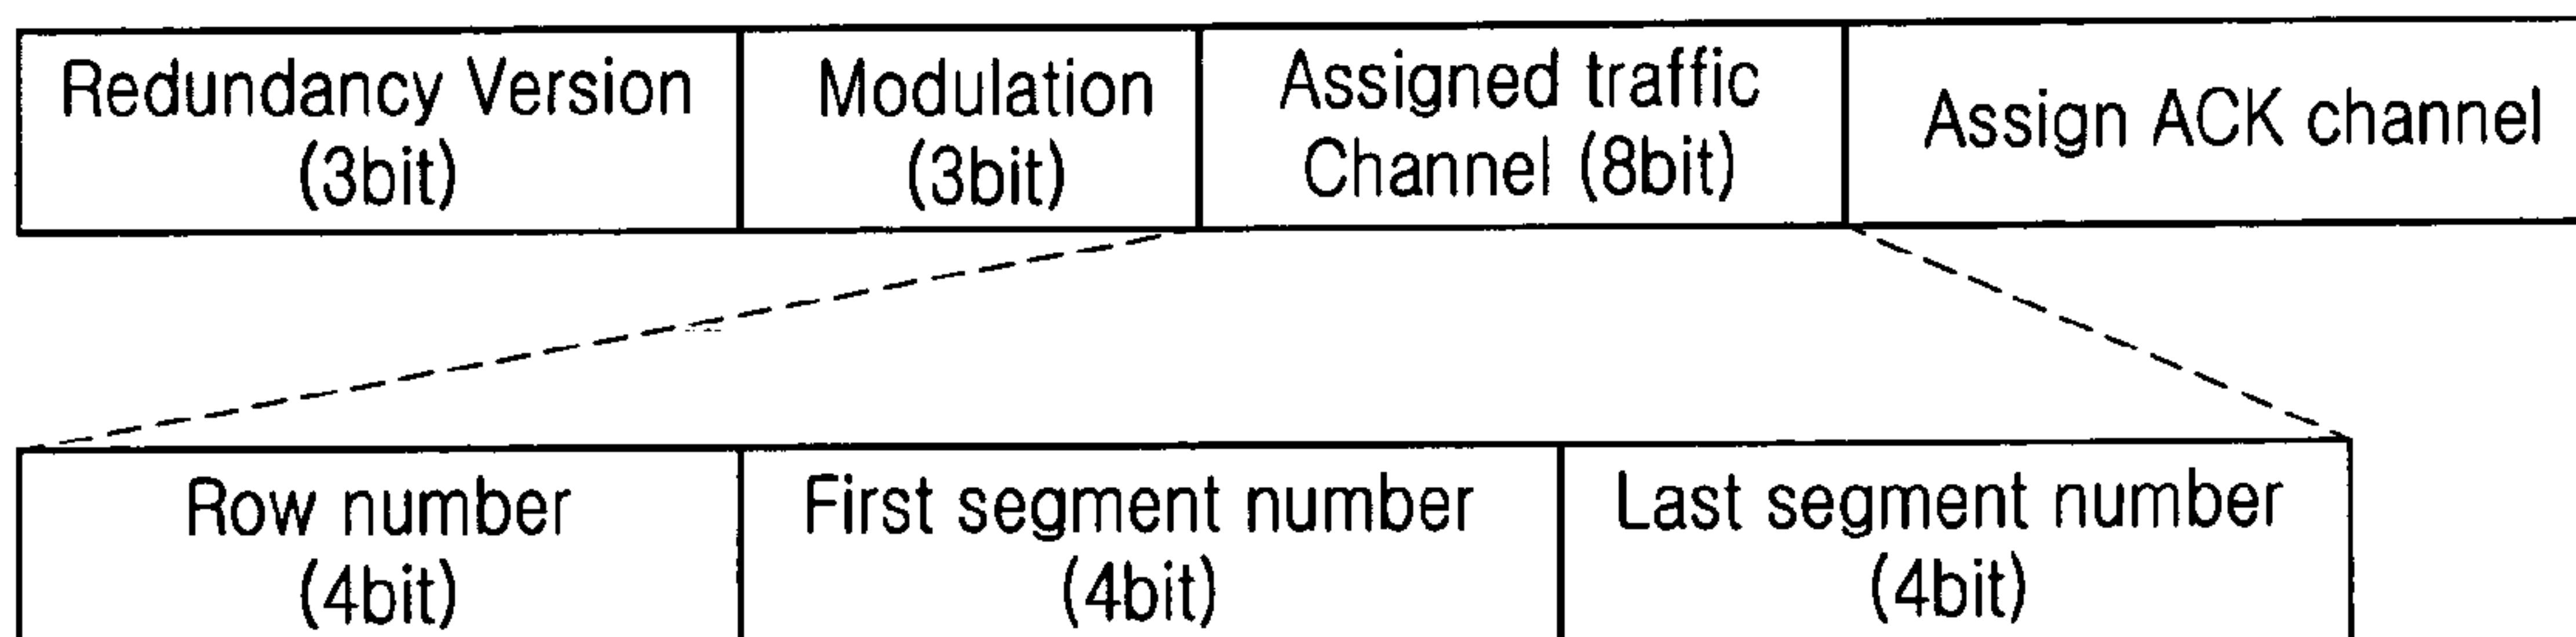 Redundancy Version
(3bit)
Modulation
(3bit)
Assigned traffic
Channel (8bit)
Assign ACK channel
Row number
(4bit)
First segment number
(4bit)
Last segment number
(4bit)